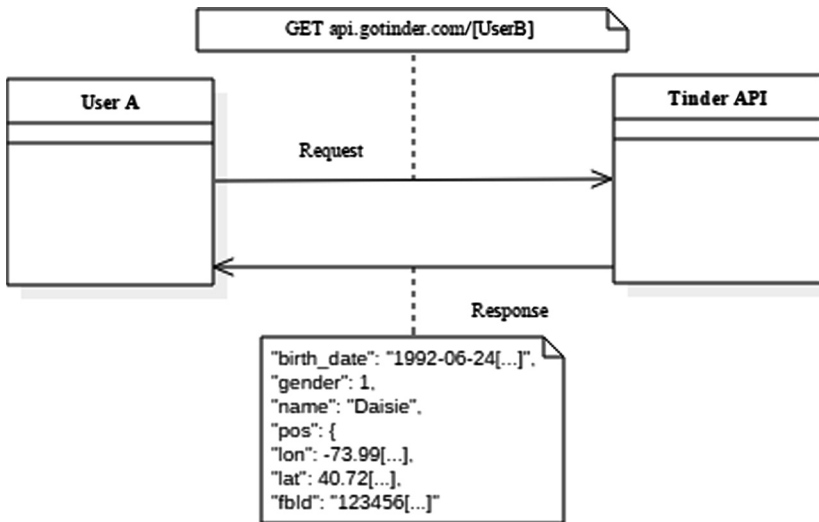 GET api.gotinder.com/[UserB]
User A
Tinder API
Request
Response
"birth_date": "1992-06-24[...]",
"gender": 1,
"name": "Daisie",
"pos": {
"lon": -73.99[...],
"lat": 40.72[...],
"fbId": "123456[...]"